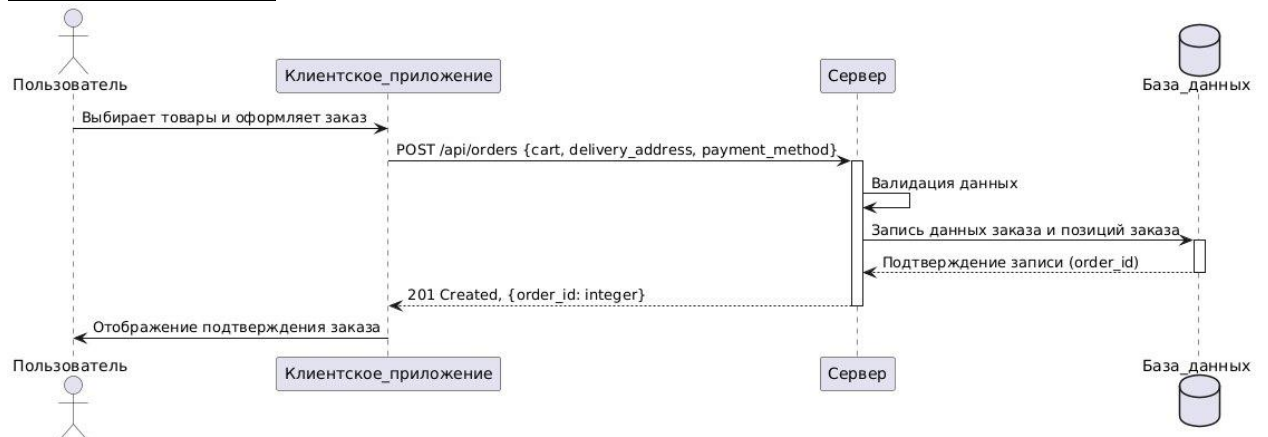 Пользователь
Клиентское_приложение
Сервер
База_данных
Выбирает товары и оформляет заказ
POST /api/orders {cart, delivery_address, payment_method}
Валидация данных
Запись данных заказа и позиций заказа
Подтверждение записи (order_id)
201 Created, {order_id: integer}
Отображение подтверждения заказа
Пользователь
Клиентское_приложение
Сервер
База_данных